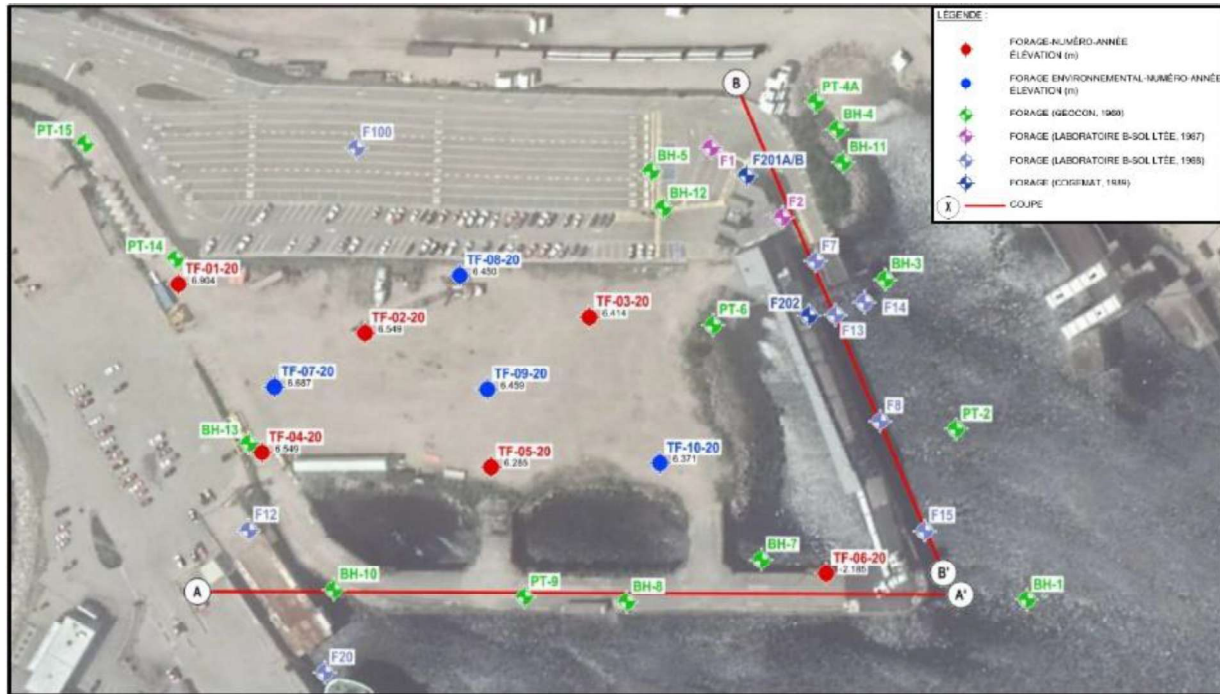 LÉGENDE :
FORAGE-NUMÉRO-ANNÉE
ÉLÉVATION (m)
FORAGE ENVIRONNEMENTAL-NUMÉRO-ANNÉE
ÉLÉVATION (m)
FORAGE (GEOCON, 1960)
FORAGE (LABORATOIRE B-SOL LTÉE, 1987)
FORAGE (LABORATOIRE B-SOL LTÉE, 1988)
FORAGE (COGEMAT, 1989)
X
COUPE
B
PT-4A
BH-4
BH-11
PT-15
F100
F1
BH-5
F201A/B
BH-12
F2
PT-14
TF-01-20
6.904
TF-08-20
6.450
F7
BH-3
TF-03-20
6.414
TF-02-20
6.549
PT-6
F202
F14
F13
TF-07-20
6.687
TF-09-20
6.459
F8
PT-2
BH-13
TF-04-20
6.549
TF-05-20
6.285
TF-10-20
6.371
F12
F15
BH-7
TF-06-20
-2.185
B'
A
BH-10
PT-9
BH-8
A'
BH-1
F20